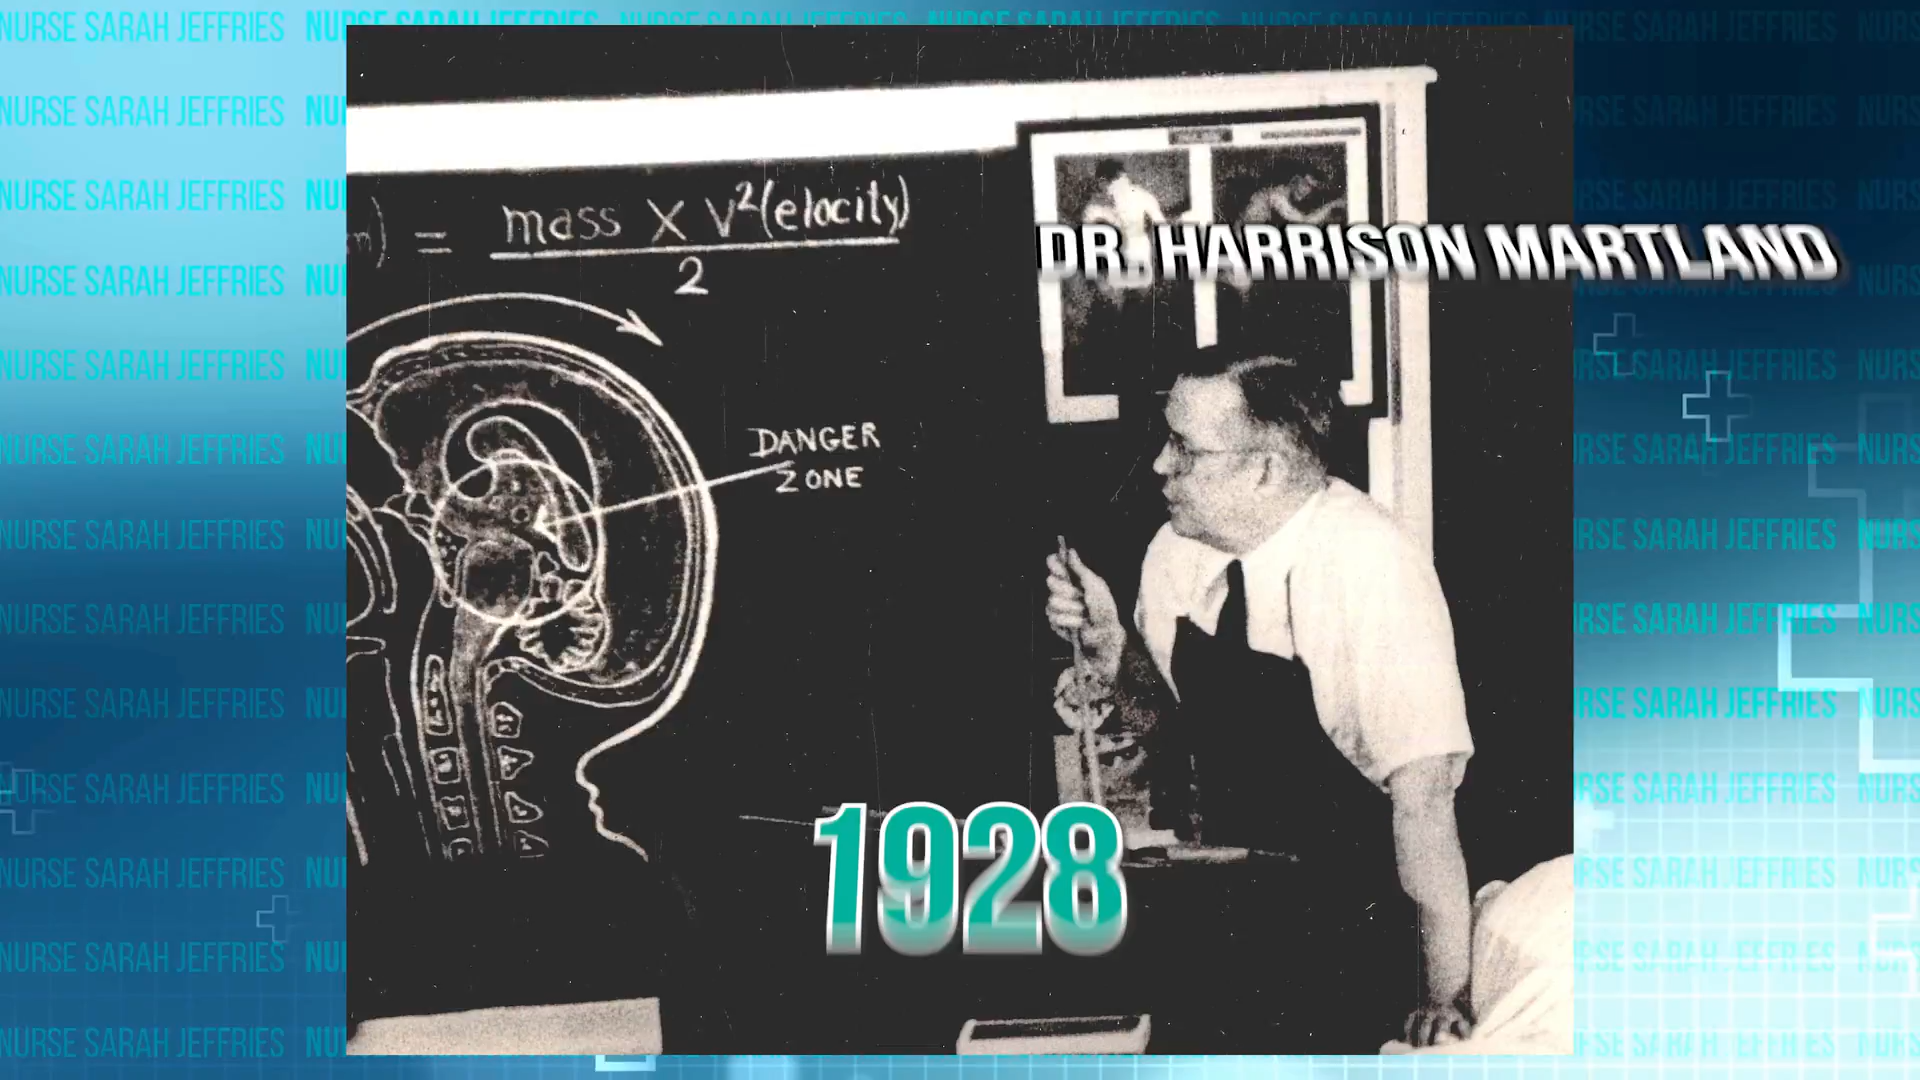 NURSE SARAH JEFFRIES
DR. HARRISON MARTLAND
= mass X V²(elocity)
2
DANGER
ZONE
1928